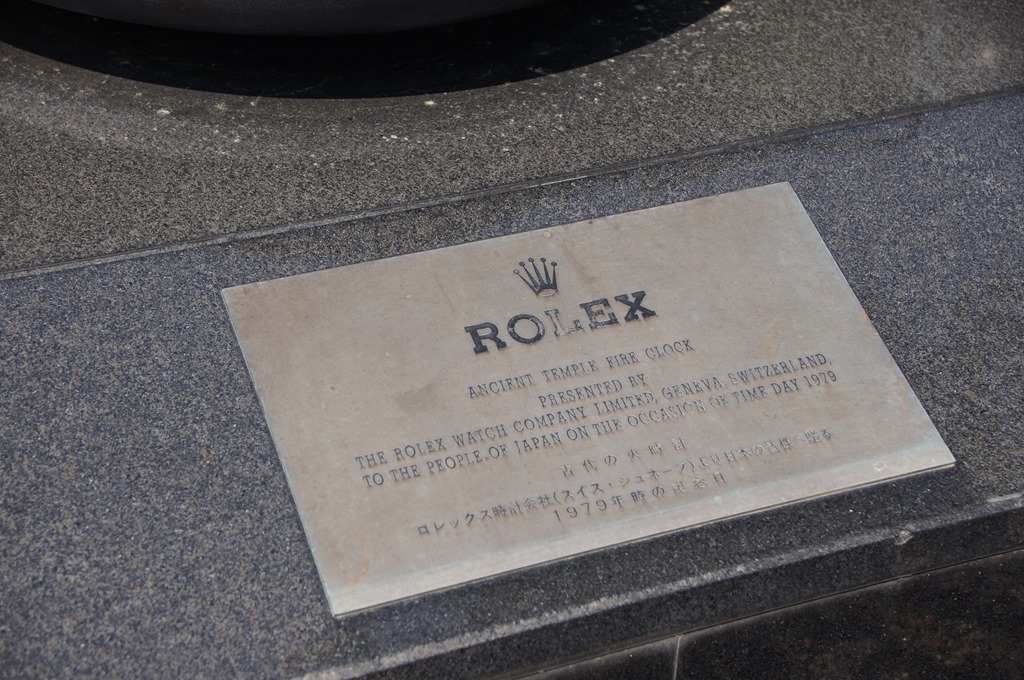 ROLEX
ANCIENT TEMPLE FIRE CLOCK
PRESENTED BY
THE ROLEX WATCH COMPANY LIMITED, GENEVA, SWITZERLAND,
TO THE PEOPLE OF JAPAN ON THE OCCASION OF TIME DAY 1979
古代の火時計
ロレックス時計会社(スイス・ジュネーブ)より日本の皆様へ贈る
1979年時の記念日